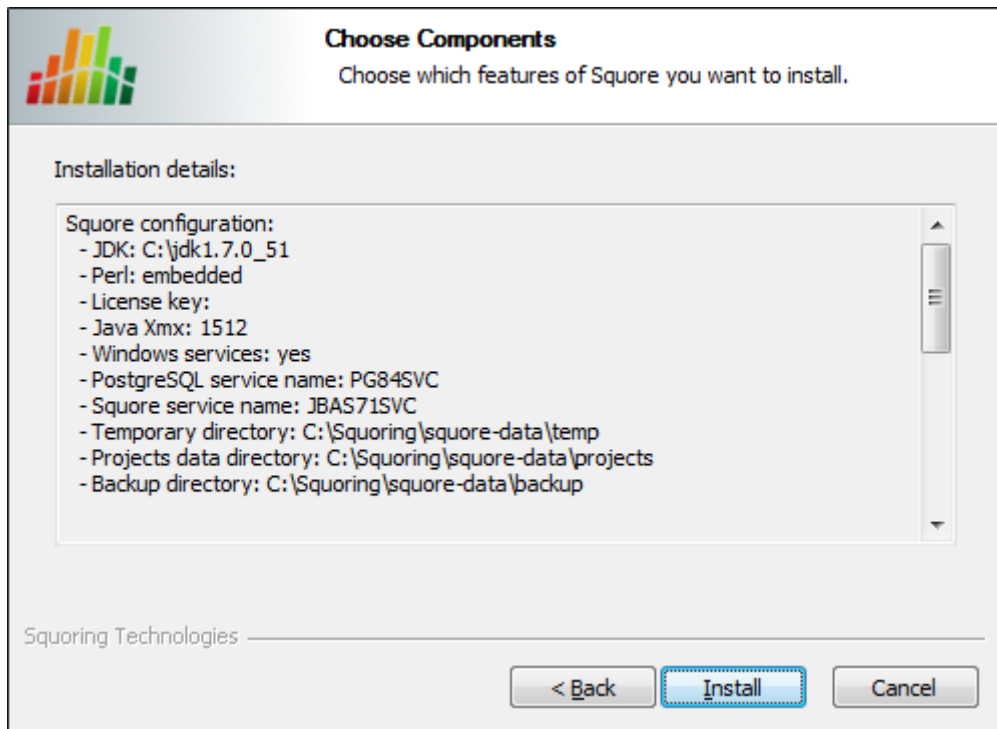 Choose Components
Choose which features of Squore you want to install.
Installation details:
Squore configuration:
- JDK: C:\jdk1.7.0_51
- Perl: embedded
- License key:
- Java Xmx: 1512
- Windows services: yes
- PostgreSQL service name: PG84SVC
- Squore service name: JBAS71SVC
- Temporary directory: C:\Squoring\squore-data\temp
- Projects data directory: C:\Squoring\squore-data\projects
- Backup directory: C:\Squoring\squore-data\backup
Squoring Technologies
< Back Install Cancel